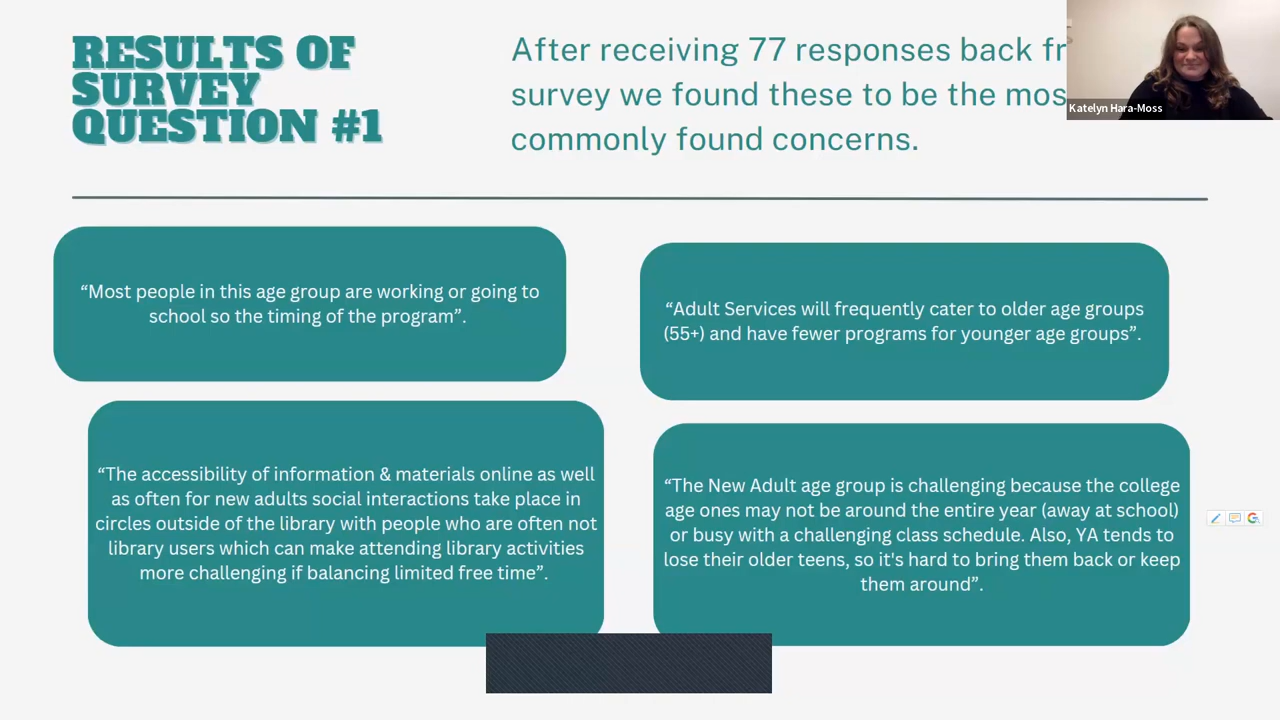 RESULTS OF
SURVEY
QUESTION #1
After receiving 77 responses back
survey we found these to be the
commonly found concerns.
Katelyn Hara-Moss
“Most people in this age group are working or going to
school so the timing of the program”.
“Adult Services will frequently cater to older age groups
(55+) and have fewer programs for younger age groups”.
“The accessibility of information & materials online as well
as often for new adults social interactions take place in
circles outside of the library with people who are often not
library users which can make attending library activities
more challenging if balancing limited free time”.
“The New Adult age group is challenging because the college
age ones may not be around the entire year (away at school)
or busy with a challenging class schedule. Also, YA tends to
lose their older teens, so it's hard to bring them back or keep
them around”.